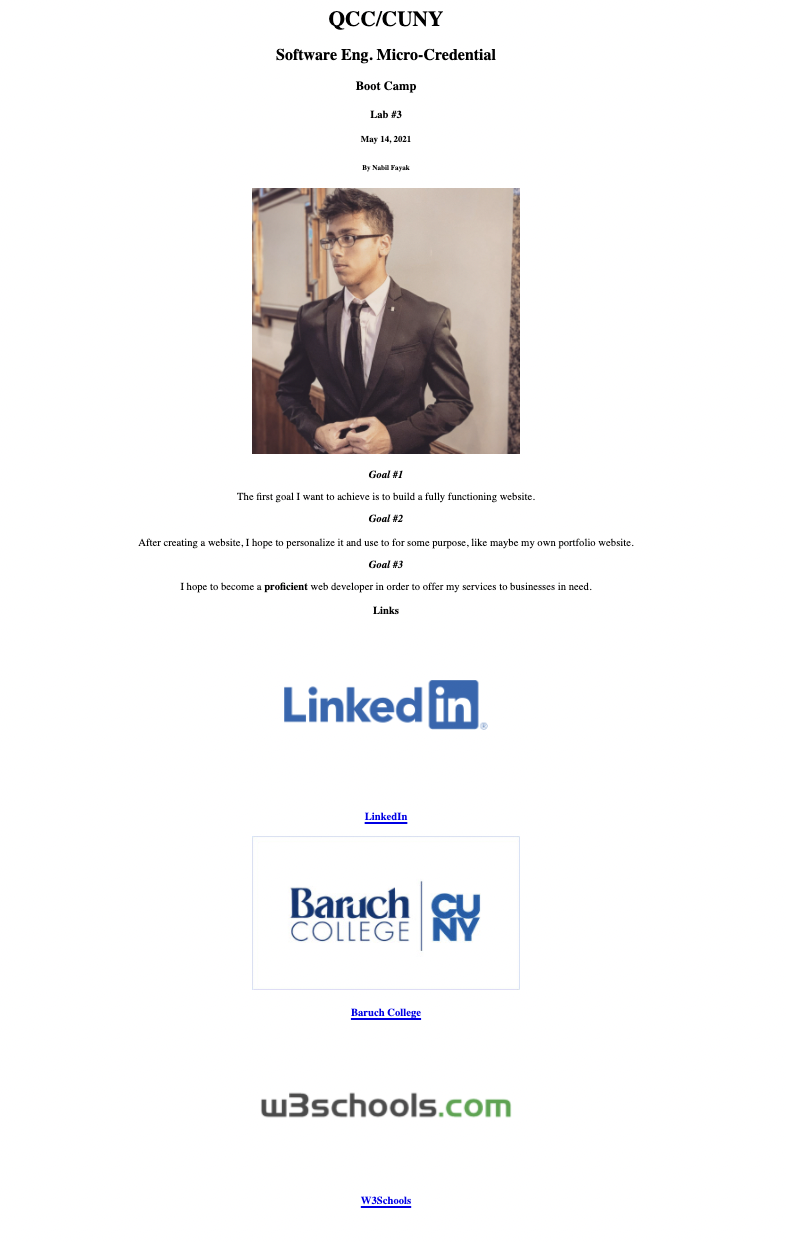 QCC/CUNY
Software Eng. Micro-Credential
Boot Camp
Lab #3
May 14, 2021
By Nabil Fayak
Goal #1
The first goal I want to achieve is to build a fully functioning website.
Goal #2
After creating a website, I hope to personalize it and use to for some purpose, like maybe my own portfolio website.
Goal #3
I hope to become a proficient web developer in order to offer my services to businesses in need.
Links
Linked in®
LinkedIn
Baruch COLLEGE CUNY
Baruch College
w3schools.com
W3Schools